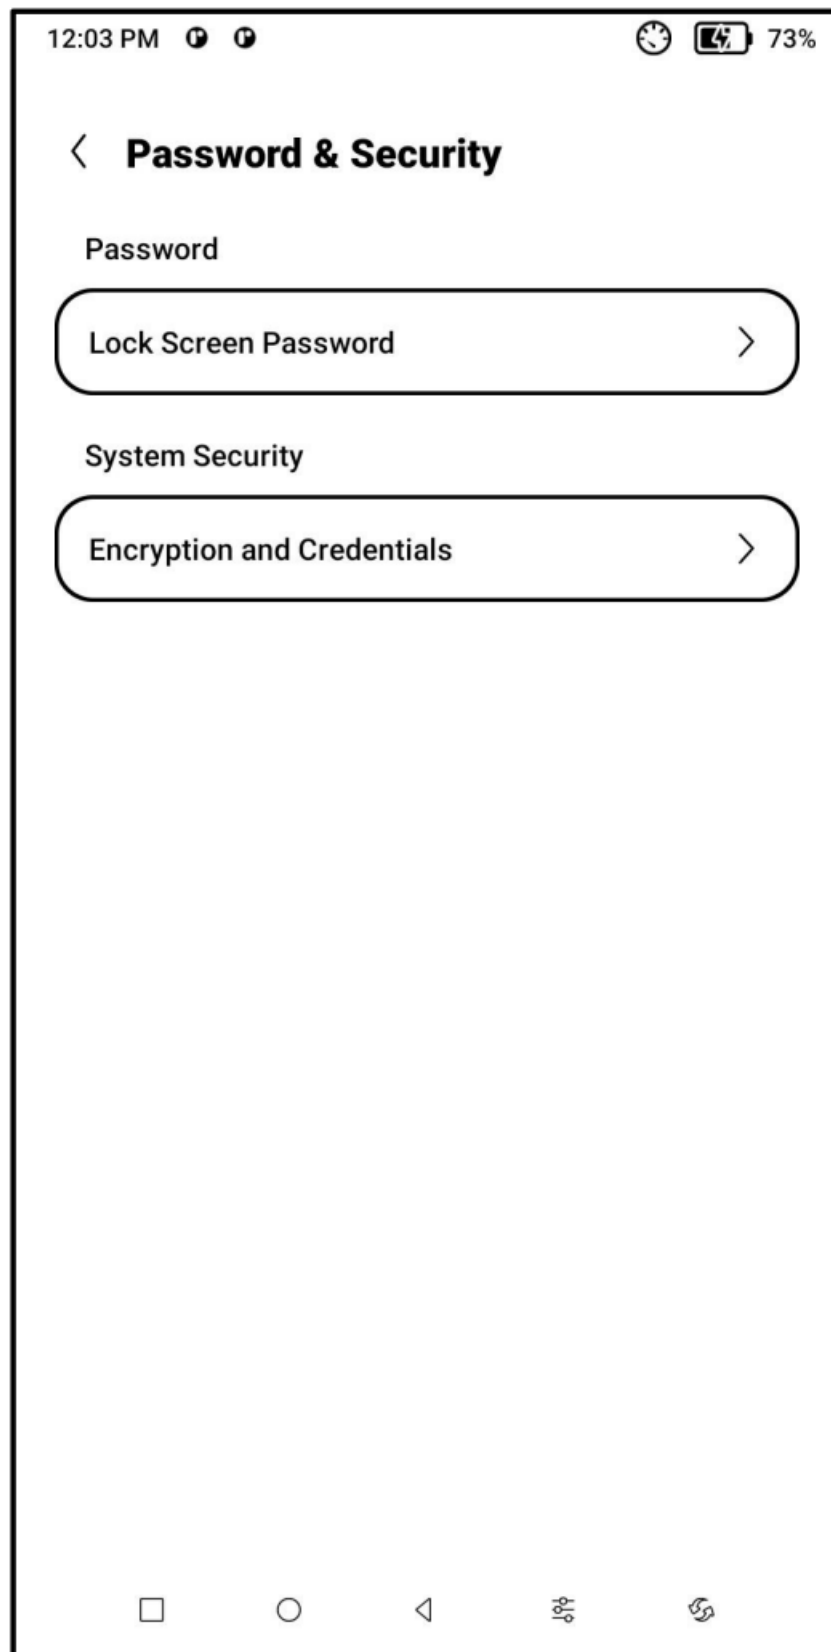 12:03 PM 73%
Password & Security
Password
Lock Screen Password
System Security
Encryption and Credentials